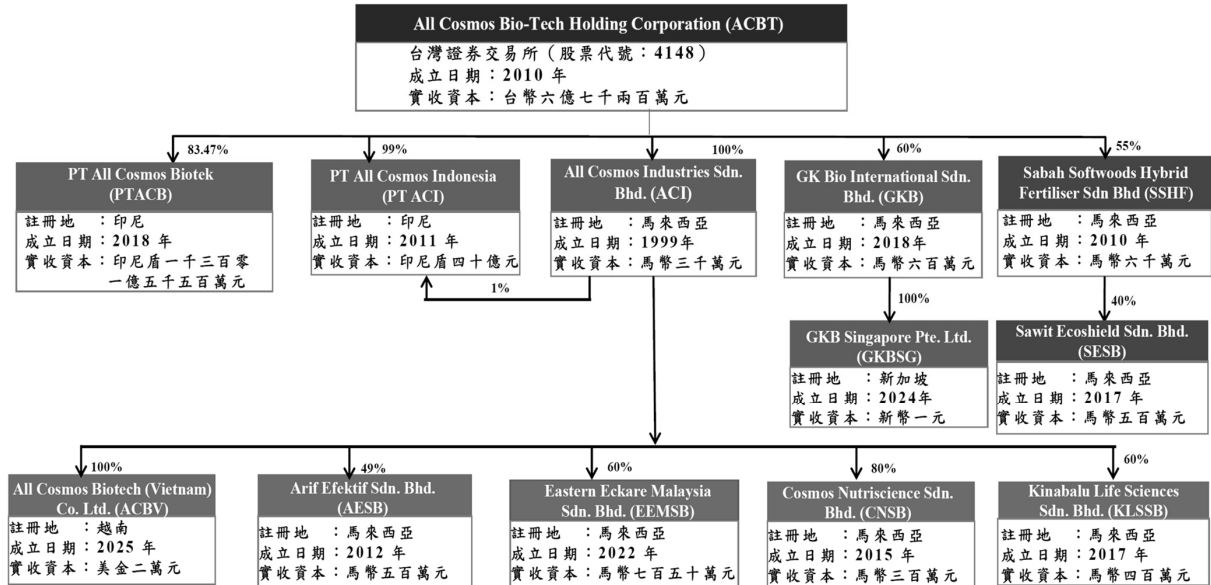 All Cosmos Bio-Tech Holding Corporation (ACBT)
台灣證券交易所（股票代號：4148）
成立日期：2010 年
實收資本：台幣六億七千兩百萬元
83.47%
99%
100%
60%
55%
PT All Cosmos Biotek
(PTACB)
註冊地　：印尼
成立日期：2018 年
實收資本：印尼盾一千三百零
一億五千五百萬元
PT All Cosmos Indonesia
(PT ACI)
註冊地　：印尼
成立日期：2011 年
實收資本：印尼盾四十億元
All Cosmos Industries Sdn.
Bhd. (ACI)
註冊地　：馬來西亞
成立日期：1999年
實收資本：馬幣三千萬元
GK Bio International Sdn.
Bhd. (GKB)
註冊地　：馬來西亞
成立日期：2018年
實收資本：馬幣六百萬元
Sabah Softwoods Hybrid
Fertiliser Sdn Bhd (SSHF)
註冊地　：馬來西亞
成立日期：2010 年
實收資本：馬幣六千萬元
1%
100%
40%
GKB Singapore Pte. Ltd.
(GKBSG)
註冊地　：新加坡
成立日期：2024年
實收資本：新幣一元
Sawit Ecoshield Sdn. Bhd.
(SESB)
註冊地　：馬來西亞
成立日期：2017 年
實收資本：馬幣五百萬元
100%
49%
60%
80%
60%
All Cosmos Biotech (Vietnam)
Co. Ltd. (ACBV)
註冊地　：越南
成立日期：2025 年
實收資本：美金二萬元
Arif Efektif Sdn. Bhd.
(AESB)
註冊地　：馬來西亞
成立日期：2012 年
實收資本：馬幣五百萬元
Eastern Eckare Malaysia
Sdn. Bhd. (EEMSB)
註冊地　：馬來西亞
成立日期：2022 年
實收資本：馬幣七百五十萬元
Cosmos Nutriscience Sdn.
Bhd. (CNSB)
註冊地　：馬來西亞
成立日期：2015 年
實收資本：馬幣三百萬元
Kinabalu Life Sciences
Sdn. Bhd. (KLSSB)
註冊地　：馬來西亞
成立日期：2017 年
實收資本：馬幣四百萬元